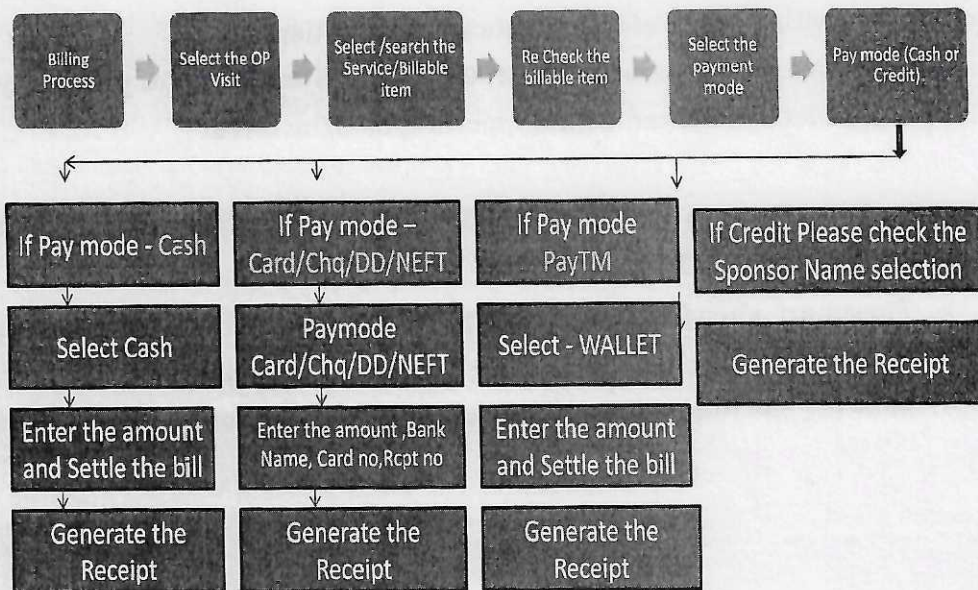 Billing
Process
Select the OP
Visit
Select /search the
Service/Billable
item
Re Check the
billable item
Select the
payment
mode
Pay mode (Cash or
Credit).
If Pay mode - Cash
Select Cash
Enter the amount
and Settle the bill
Generate the
Receipt
If Pay mode –
Card/Chq/DD/NEFT
Paymode
Card/Chq/DD/NEFT
Enter the amount ,Bank
Name, Card no,Rcpt no
Generate the
Receipt
If Pay mode
PayTM
Select - WALLET
Enter the amount
and Settle the bill
Generate the
Receipt
If Credit Please check the
Sponsor Name selection
Generate the Receipt